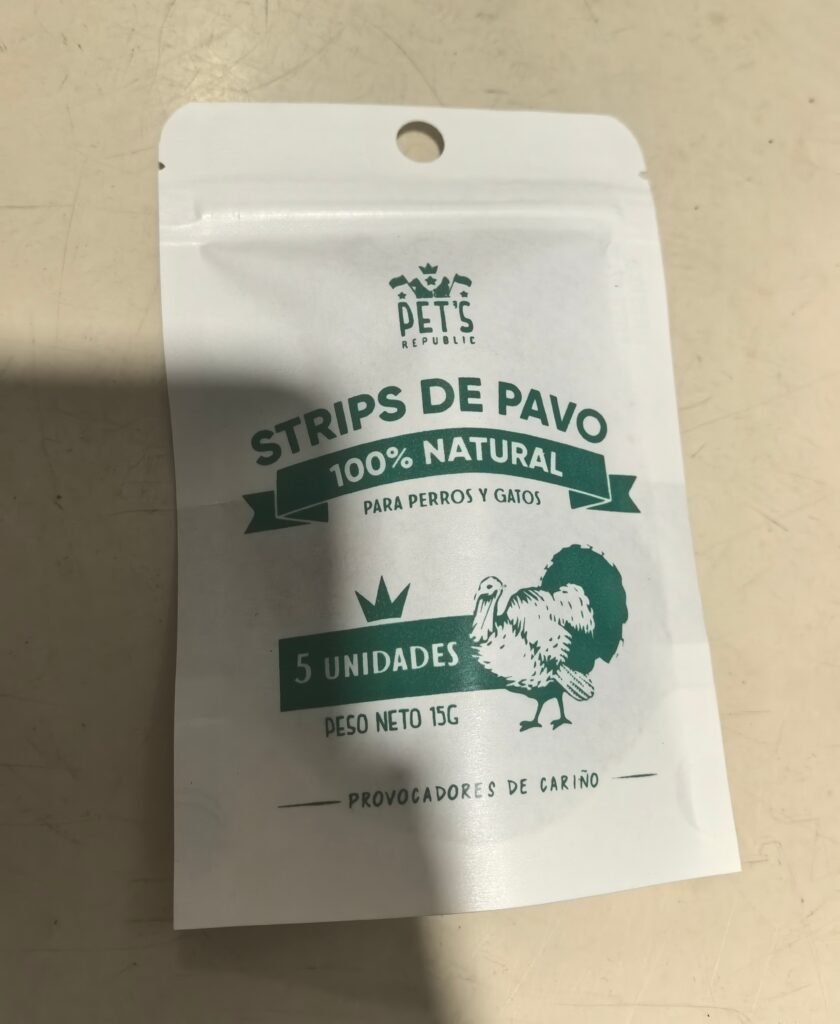 PET'S
REPUBLIC
STRIPS DE PAVO
100% NATURAL
PARA PERROS Y GATOS
5 UNIDADES
PESO NETO 15G
PROVOCADORES DE CARIÑO